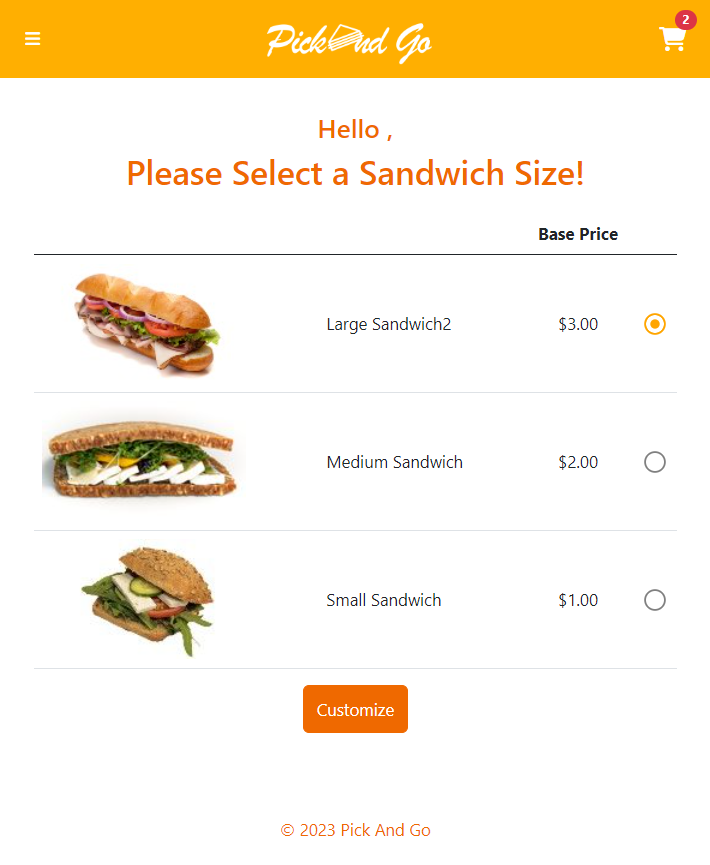 Pick And Go
2
Hello ,
Please Select a Sandwich Size!
Base Price
Large Sandwich2 $3.00
Medium Sandwich $2.00
Small Sandwich $1.00
Customize
© 2023 Pick And Go